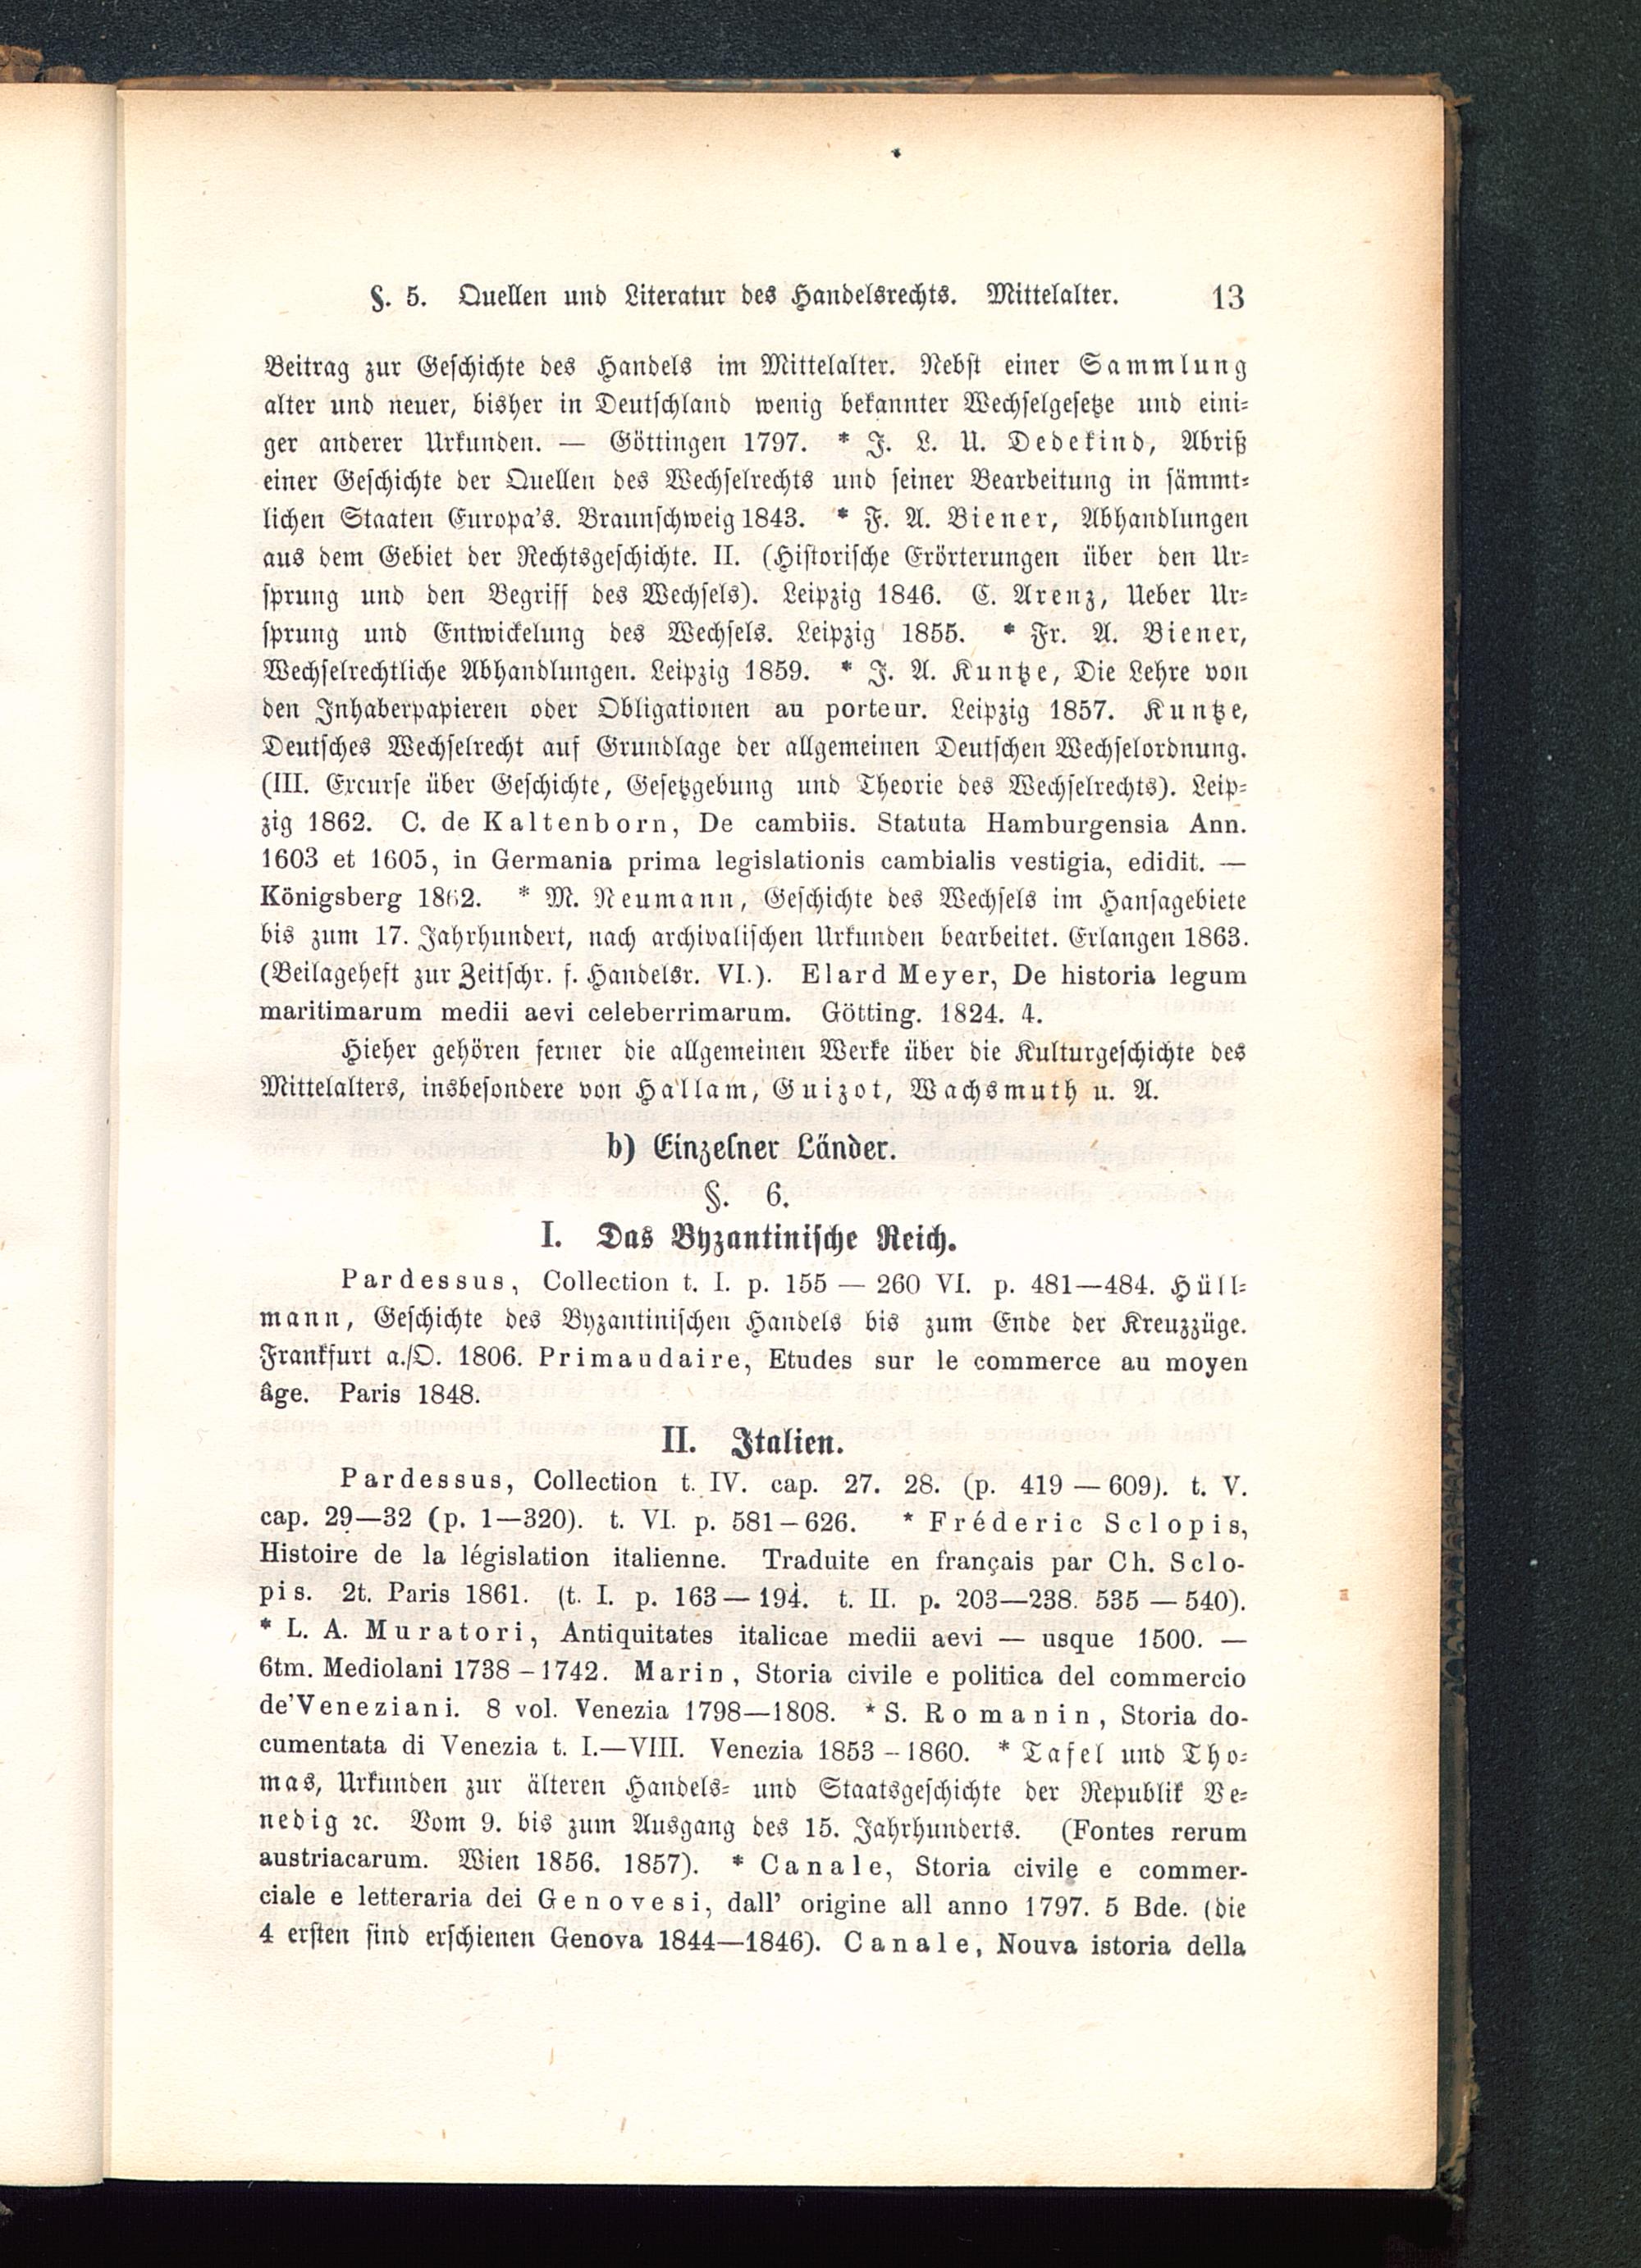 §. 5. Quellen und Literatur des Handelsrechts. Mittelalter. 13
Beitrag zur Geschichte des Handels im Mittelalter. Nebst einer Sammlung
alter und neuer, bisher in Deutschland wenig bekannter Wechselgesetze und eini-
ger anderer Urkunden. — Göttingen 1797. * J. L. U. Dedekind, Abriß
einer Geschichte der Quellen des Wechselrechts und seiner Bearbeitung in sämmt-
lichen Staaten Europa's. Braunschweig 1843. * F. A. Biener, Abhandlungen
aus dem Gebiet der Rechtsgeschichte. II. (Historische Erörterungen über den Ur-
sprung und den Begriff des Wechsels). Leipzig 1846. C. Arenz, Ueber Ur-
sprung und Entwickelung des Wechsels. Leipzig 1855. * Fr. A. Biener,
Wechselrechtliche Abhandlungen. Leipzig 1859. * J. A. Kuntze, Die Lehre von
den Inhaberpapieren oder Obligationen au porteur. Leipzig 1857. Kuntze,
Deutsches Wechselrecht auf Grundlage der allgemeinen Deutschen Wechselordnung.
(III. Excurse über Geschichte, Gesetzgebung und Theorie des Wechselrechts). Leip-
zig 1862. C. de Kaltenborn, De cambiis. Statuta Hamburgensia Ann.
1603 et 1605, in Germania prima legislationis cambialis vestigia, edidit. —
Königsberg 1862. * M. Neumann, Geschichte des Wechsels im Hansagebiete
bis zum 17. Jahrhundert, nach archivalischen Urkunden bearbeitet. Erlangen 1863.
(Beilageheft zur Zeitschr. f. Handelsr. VI.). Elard Meyer, De historia legum
maritimarum medii aevi celeberrimarum. Götting. 1824. 4.
Hieher gehören ferner die allgemeinen Werke über die Kulturgeschichte des
Mittelalters, insbesondere von Hallam, Guizot, Wachsmuth u. A.
b) Einzelner Länder.
§. 6.
I. Das Byzantinische Reich.
Pardessus, Collection t. I. p. 155 — 260 VI. p. 481—484. Hüll-
mann, Geschichte des Byzantinischen Handels bis zum Ende der Kreuzzüge.
Frankfurt a./O. 1806. Primaudaire, Etudes sur le commerce au moyen
âge. Paris 1848.
II. Italien.
Pardessus, Collection t. IV. cap. 27. 28. (p. 419 — 609). t. V.
cap. 29—32 (p. 1—320). t. VI. p. 581–626. * Fréderic Sclopis,
Histoire de la législation italienne. Traduite en français par Ch. Sclo-
pis. 2t. Paris 1861. (t. I. p. 163 — 194. t. II. p. 203—238. 535 — 540).
* L. A. Muratori, Antiquitates italicae medii aevi — usque 1500. —
6tm. Mediolani 1738–1742. Marin, Storia civile e politica del commercio
de'Veneziani. 8 vol. Venezia 1798—1808. * S. Romanin, Storia do-
cumentata di Venezia t. I.—VIII. Venezia 1853–1860. * Tafel und Tho-
mas, Urkunden zur älteren Handels- und Staatsgeschichte der Republik Ve-
nedig ꝛc. Vom 9. bis zum Ausgang des 15. Jahrhunderts. (Fontes rerum
austriacarum. Wien 1856. 1857). * Canale, Storia civile e commer-
ciale e letteraria dei Genovesi, dall' origine all anno 1797. 5 Bde. (die
4 ersten sind erschienen Genova 1844—1846). Canale, Nouva istoria della